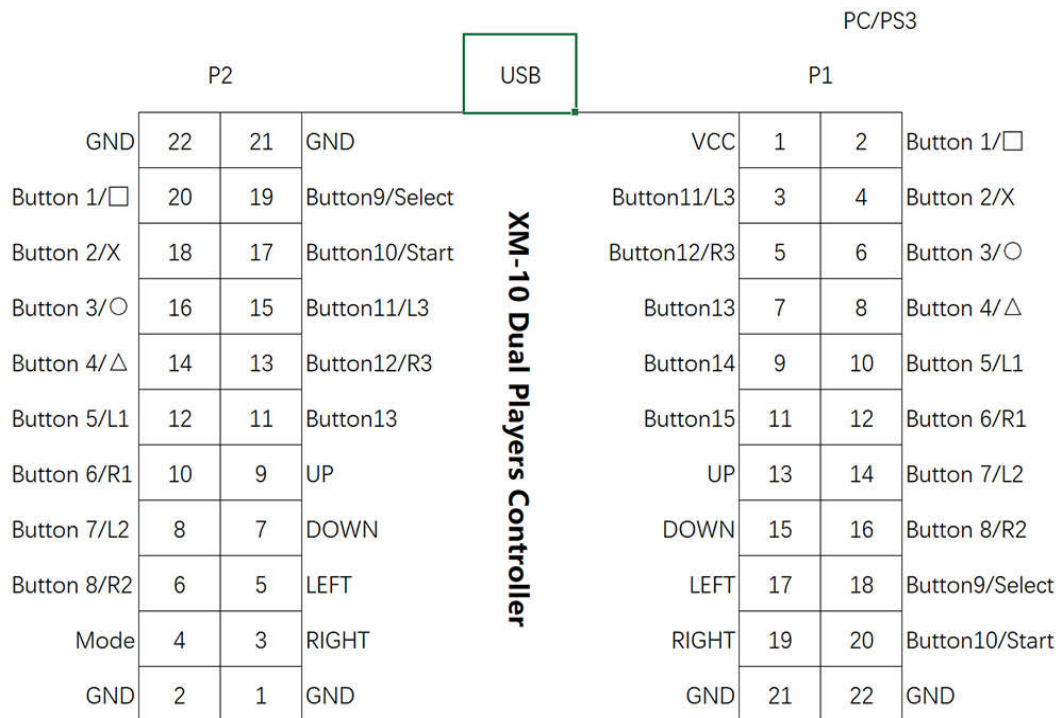 PC/PS3
P2 USB P1
GND 22 21 GND VCC 1 2 Button 1/□
Button 1/□ 20 19 Button9/Select Button11/L3 3 4 Button 2/X
Button 2/X 18 17 Button10/Start Button12/R3 5 6 Button 3/○
Button 3/○ 16 15 Button11/L3 Button13 7 8 Button 4/△
Button 4/△ 14 13 Button12/R3 Button14 9 10 Button 5/L1
Button 5/L1 12 11 Button13 Button15 11 12 Button 6/R1
Button 6/R1 10 9 UP UP 13 14 Button 7/L2
Button 7/L2 8 7 DOWN DOWN 15 16 Button 8/R2
Button 8/R2 6 5 LEFT LEFT 17 18 Button9/Select
Mode 4 3 RIGHT RIGHT 19 20 Button10/Start
GND 2 1 GND GND 21 22 GND
XM-10 Dual Players Controller